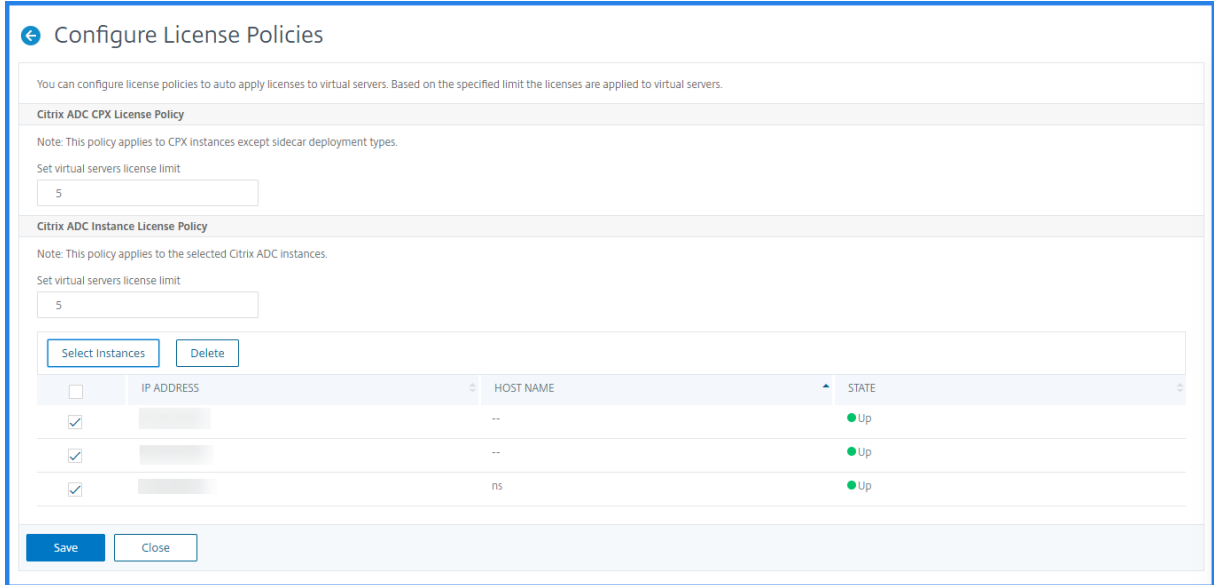 Configure License Policies
You can configure license policies to auto apply licenses to virtual servers. Based on the specified limit the licenses are applied to virtual servers.
Citrix ADC CPX License Policy
Note: This policy applies to CPX instances except sidecar deployment types.
Set virtual servers license limit
5
Citrix ADC Instance License Policy
Note: This policy applies to the selected Citrix ADC instances.
Set virtual servers license limit
5
Select Instances Delete
IP ADDRESS HOST NAME STATE
-- Up
-- Up
ns Up
Save Close